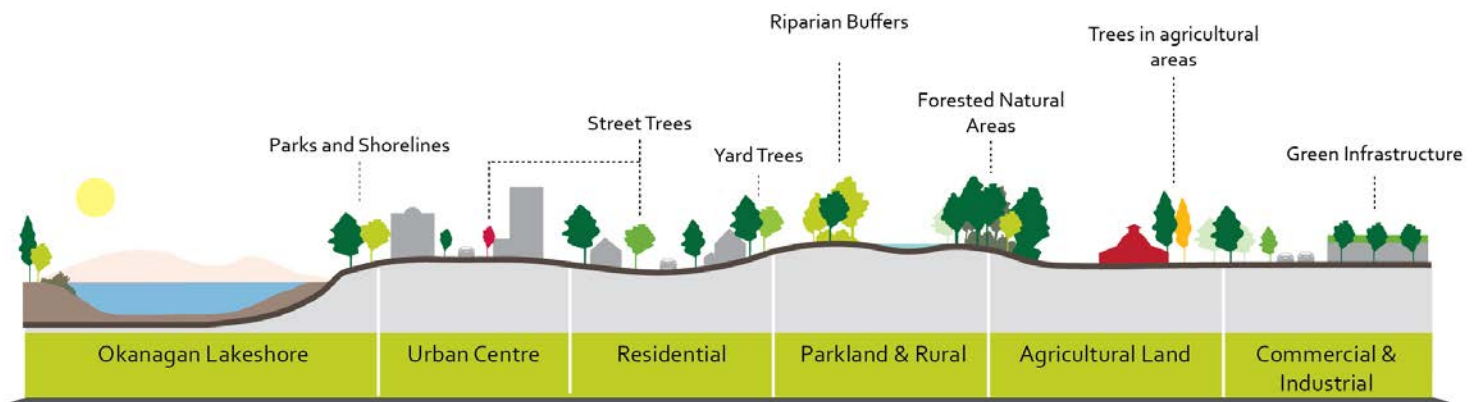 Riparian Buffers
Trees in agricultural
areas
Forested Natural
Areas
Street Trees
Parks and Shorelines
Yard Trees
Green Infrastructure
Okanagan Lakeshore
Urban Centre
Residential
Parkland & Rural
Agricultural Land
Commercial &
Industrial